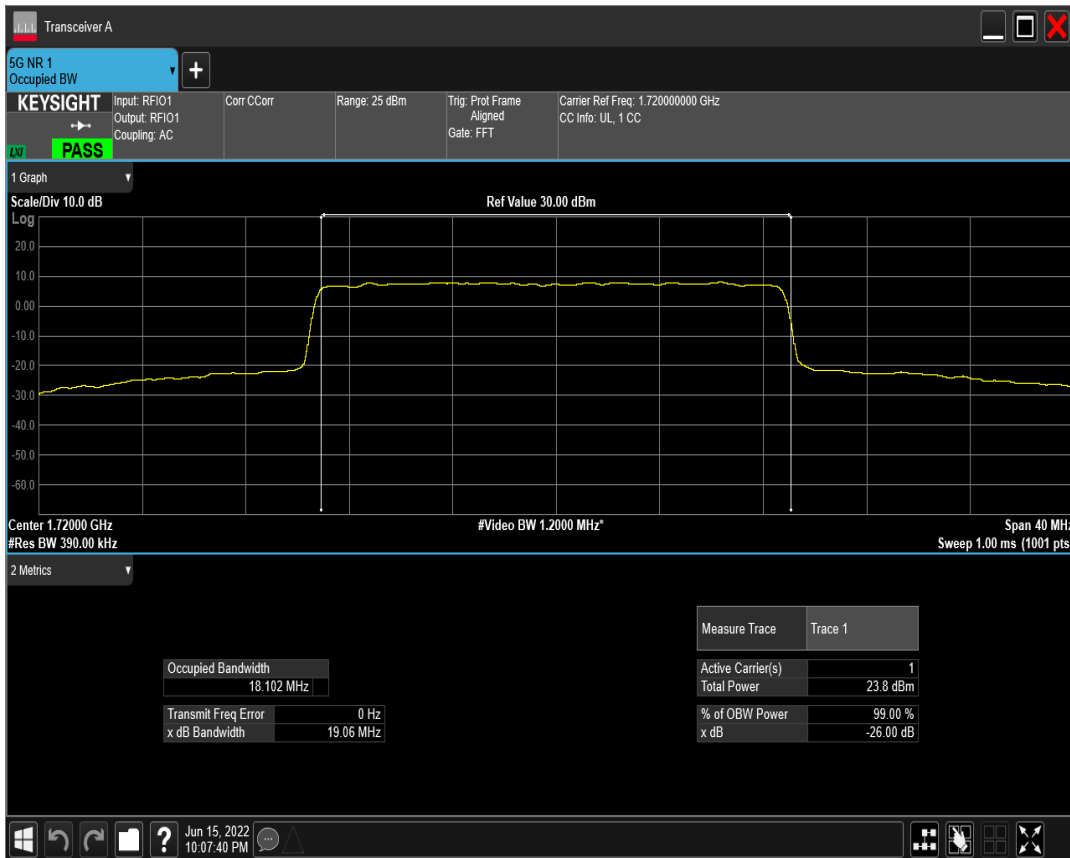 Transceiver A
5G NR 1
Occupied BW
+
KEYSIGHT
LXI
PASS
Input: RFIO1
Output: RFIO1
Coupling: AC
Corr CCorr
Range: 25 dBm
Trig: Prot Frame
Aligned
Gate: FFT
Carrier Ref Freq: 1.720000000 GHz
CC Info: UL, 1 CC
1 Graph
Scale/Div 10.0 dB
Ref Value 30.00 dBm
Log
20.0
10.0
0.00
-10.0
-20.0
-30.0
-40.0
-50.0
-60.0
Center 1.72000 GHz
#Video BW 1.2000 MHz*
Span 40 MHz
#Res BW 390.00 kHz
Sweep 1.00 ms (1001 pts
2 Metrics
Measure Trace Trace 1
Occupied Bandwidth
18.102 MHz
Active Carrier(s) 1
Total Power 23.8 dBm
Transmit Freq Error 0 Hz
x dB Bandwidth 19.06 MHz
% of OBW Power 99.00 %
x dB -26.00 dB
?
Jun 15, 2022
10:07:40 PM